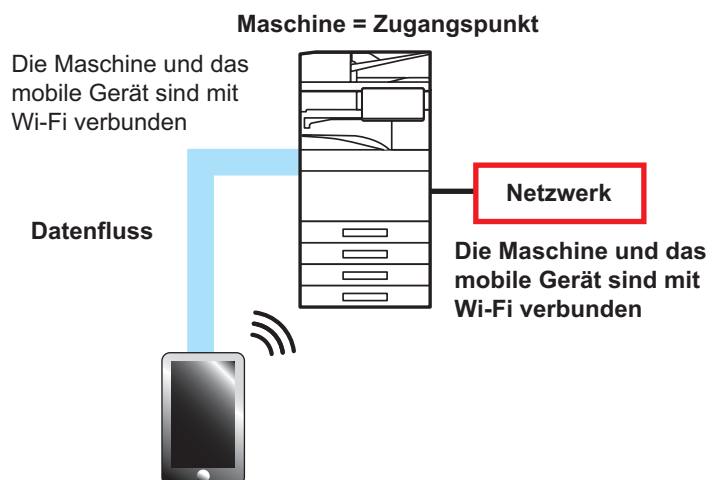 Maschine = Zugangspunkt
Die Maschine und das
mobile Gerät sind mit
Wi-Fi verbunden
Netzwerk
Datenfluss
Die Maschine und das
mobile Gerät sind mit
Wi-Fi verbunden